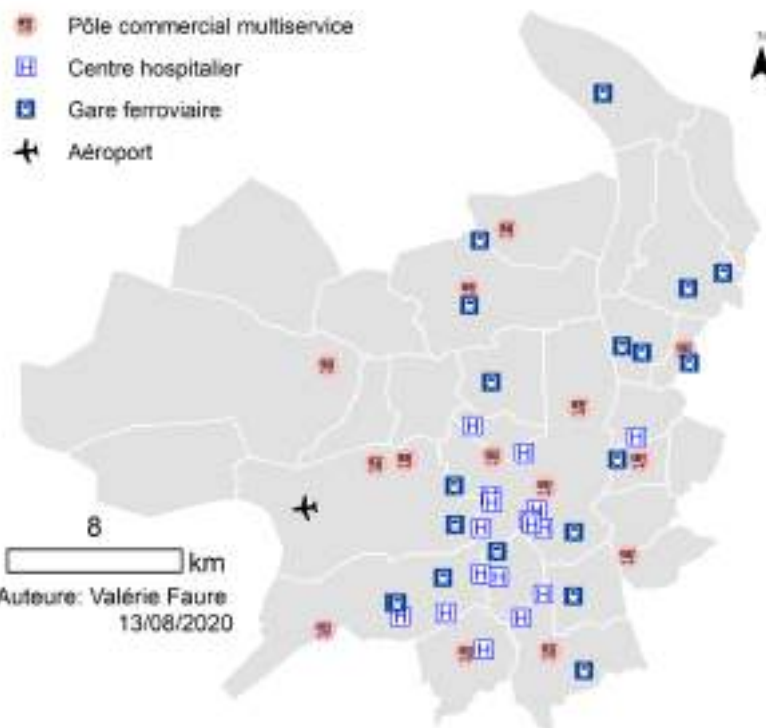 Pôle commercial multiservice
Centre hospitalier
Gare ferroviaire
Aéroport
8
km
Auteure: Valérie Faure
13/08/2020